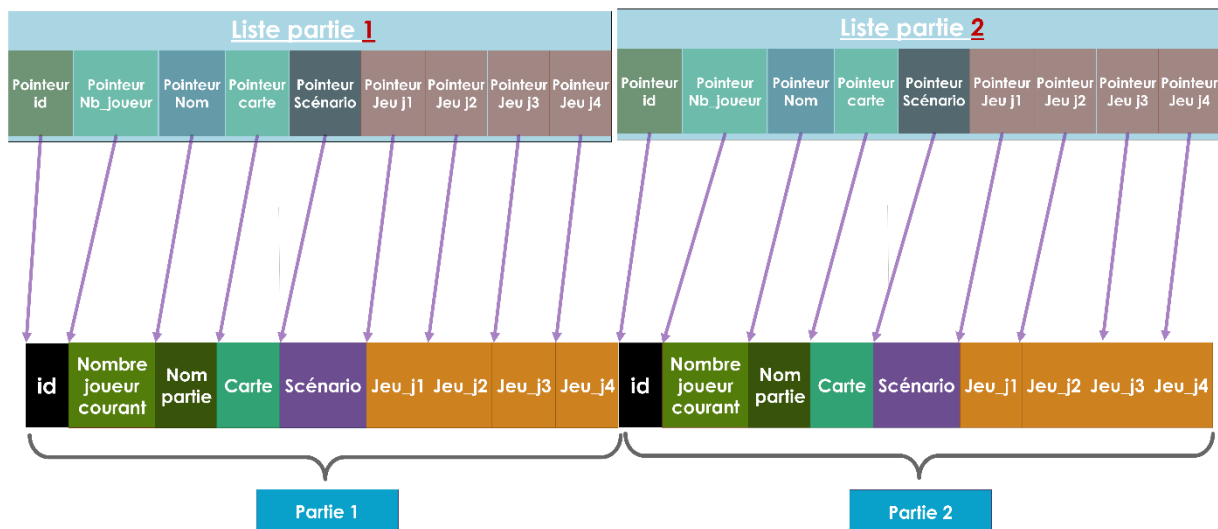 Liste partie 1
Liste partie 2
Pointeur
id
Pointeur
Nb_joueur
Pointeur
Nom
Pointeur
carte
Pointeur
Scénario
Pointeur
Jeu j1
Pointeur
Jeu j2
Pointeur
Jeu j3
Pointeur
Jeu j4
Pointeur
id
Pointeur
Nb_joueur
Pointeur
Nom
Pointeur
carte
Pointeur
Scénario
Pointeur
Jeu j1
Pointeur
Jeu j2
Pointeur
Jeu j3
Pointeur
Jeu j4
id
Nombre
joueur
courant
Nom
partie
Carte
Scénario
Jeu_j1
Jeu_j2
Jeu_j3
Jeu_j4
id
Nombre
joueur
courant
Nom
partie
Carte
Scénario
Jeu_j1
Jeu_j2
Jeu_j3
Jeu_j4
Partie 1
Partie 2